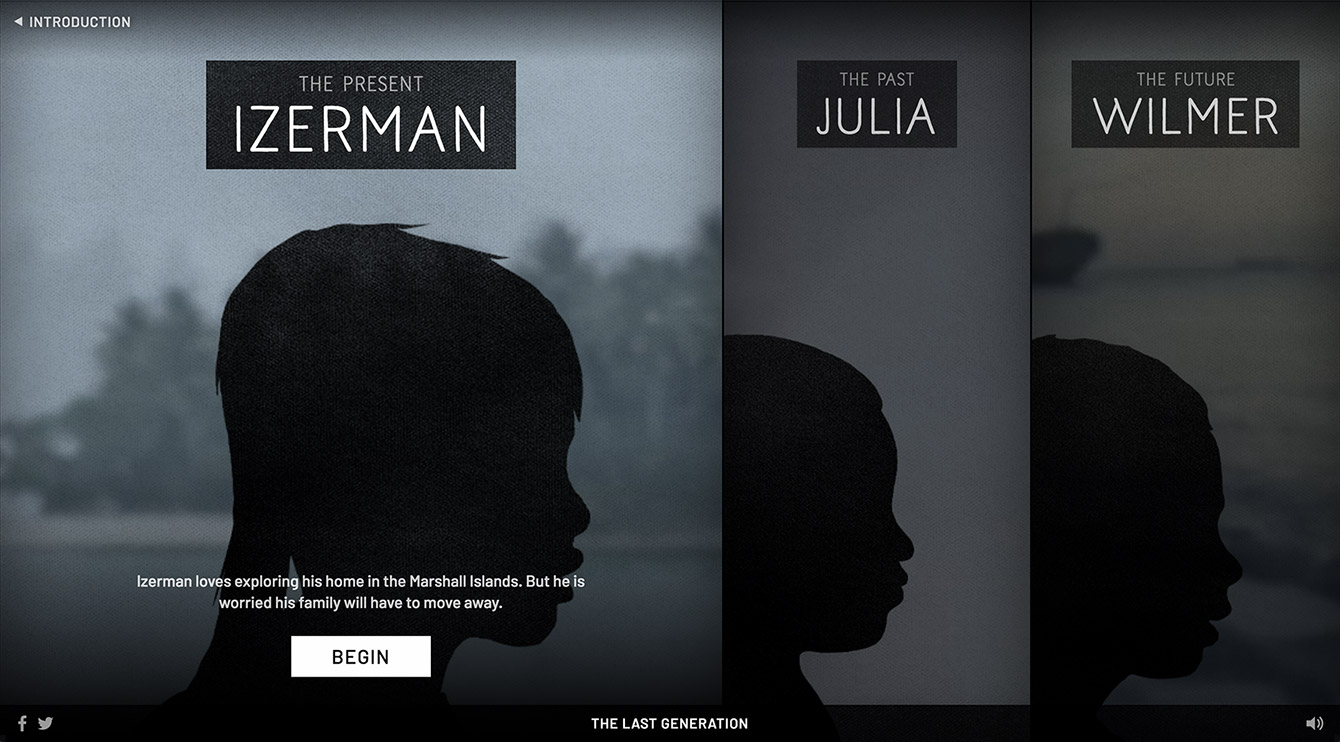 INTRODUCTION
THE PRESENT
IZERMAN
Izerman loves exploring his home in the Marshall Islands. But he is
worried his family will have to move away.
BEGIN
THE PAST
JULIA
THE FUTURE
WILMER
THE LAST GENERATION